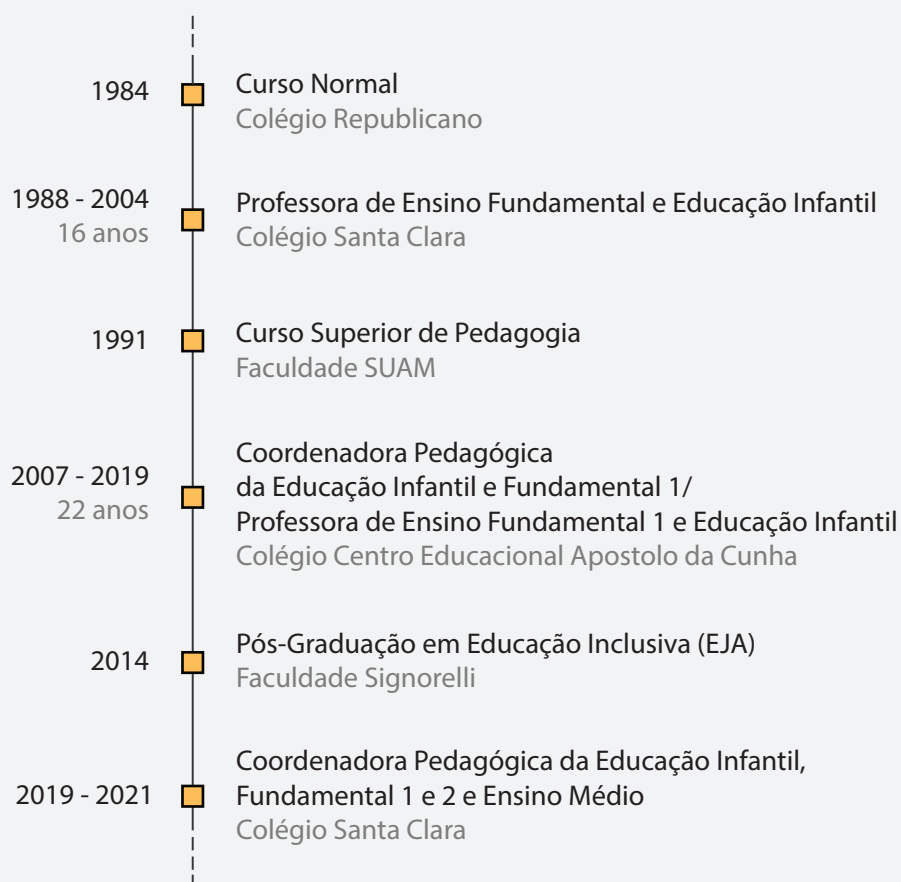 1984
Curso Normal
Colégio Republicano
1988 - 2004
16 anos
Professora de Ensino Fundamental e Educação Infantil
Colégio Santa Clara
1991
Curso Superior de Pedagogia
Faculdade SUAM
2007 - 2019
22 anos
Coordenadora Pedagógica
da Educação Infantil e Fundamental 1/
Professora de Ensino Fundamental 1 e Educação Infantil
Colégio Centro Educacional Apostolo da Cunha
2014
Pós-Graduação em Educação Inclusiva (EJA)
Faculdade Signorelli
2019 - 2021
Coordenadora Pedagógica da Educação Infantil,
Fundamental 1 e 2 e Ensino Médio
Colégio Santa Clara